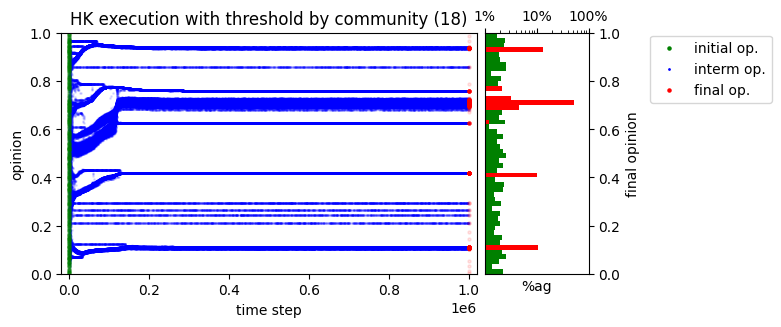 HK execution with threshold by community (18)
1% 10% 100%
1.0 1.0
0.8 0.8
0.6 0.6
0.4 0.4
0.2 0.2
0.0 0.0
opinion
final opinion
initial op.
interm op.
final op.
0.0 0.2 0.4 0.6 0.8 1.0
1e6
time step
%ag